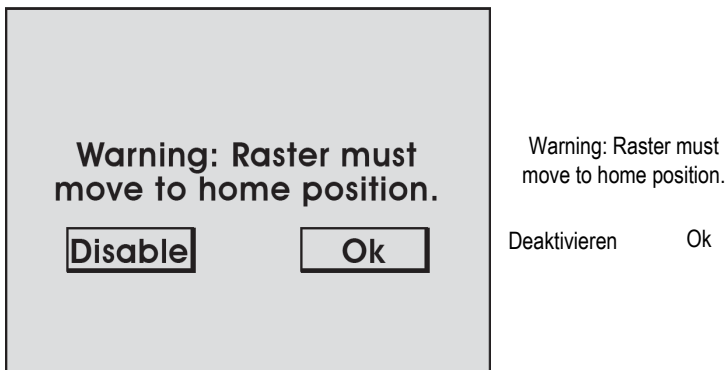 Warning: Raster must
move to home position.
Disable Ok
Warning: Raster must
move to home position.
Deaktivieren Ok